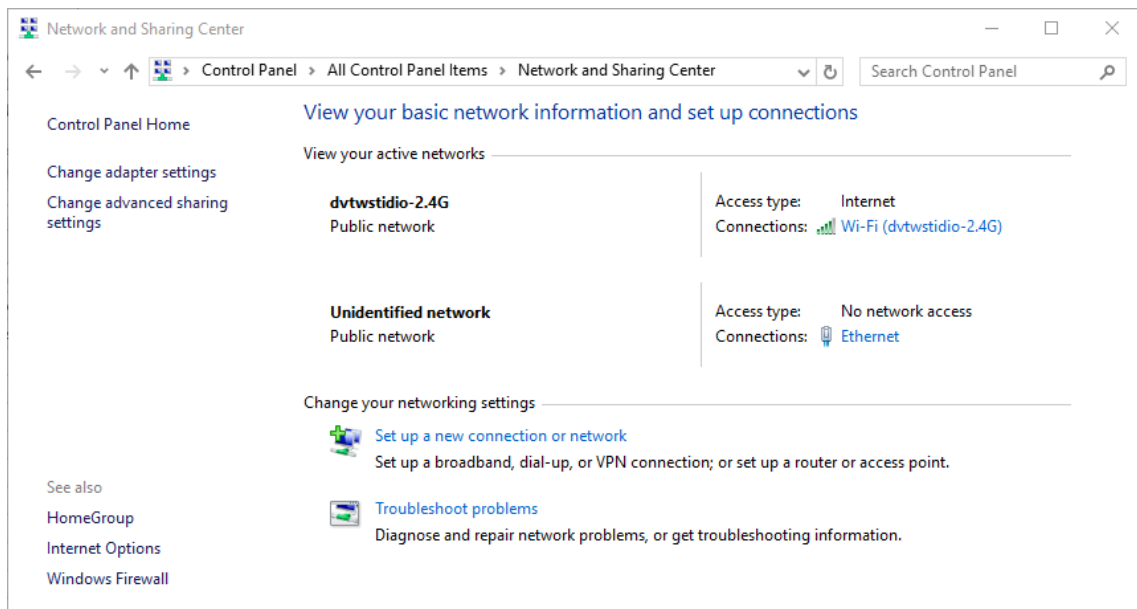 Network and Sharing Center
Control Panel > All Control Panel Items > Network and Sharing Center
Search Control Panel
Control Panel Home
Change adapter settings
Change advanced sharing
settings
View your basic network information and set up connections
View your active networks
dvtwstidio-2.4G
Public network
Access type: Internet
Connections: Wi-Fi (dvtwstidio-2.4G)
Unidentified network
Public network
Access type: No network access
Connections: Ethernet
Change your networking settings
Set up a new connection or network
Set up a broadband, dial-up, or VPN connection; or set up a router or access point.
Troubleshoot problems
Diagnose and repair network problems, or get troubleshooting information.
See also
HomeGroup
Internet Options
Windows Firewall